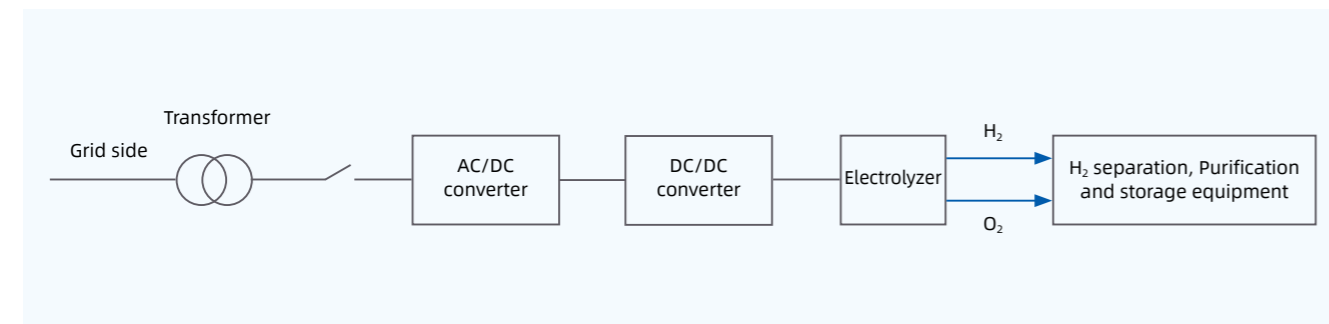 Transformer
Grid side
AC/DC
converter
DC/DC
converter
Electrolyzer
H₂
O₂
H₂ separation, Purification
and storage equipment